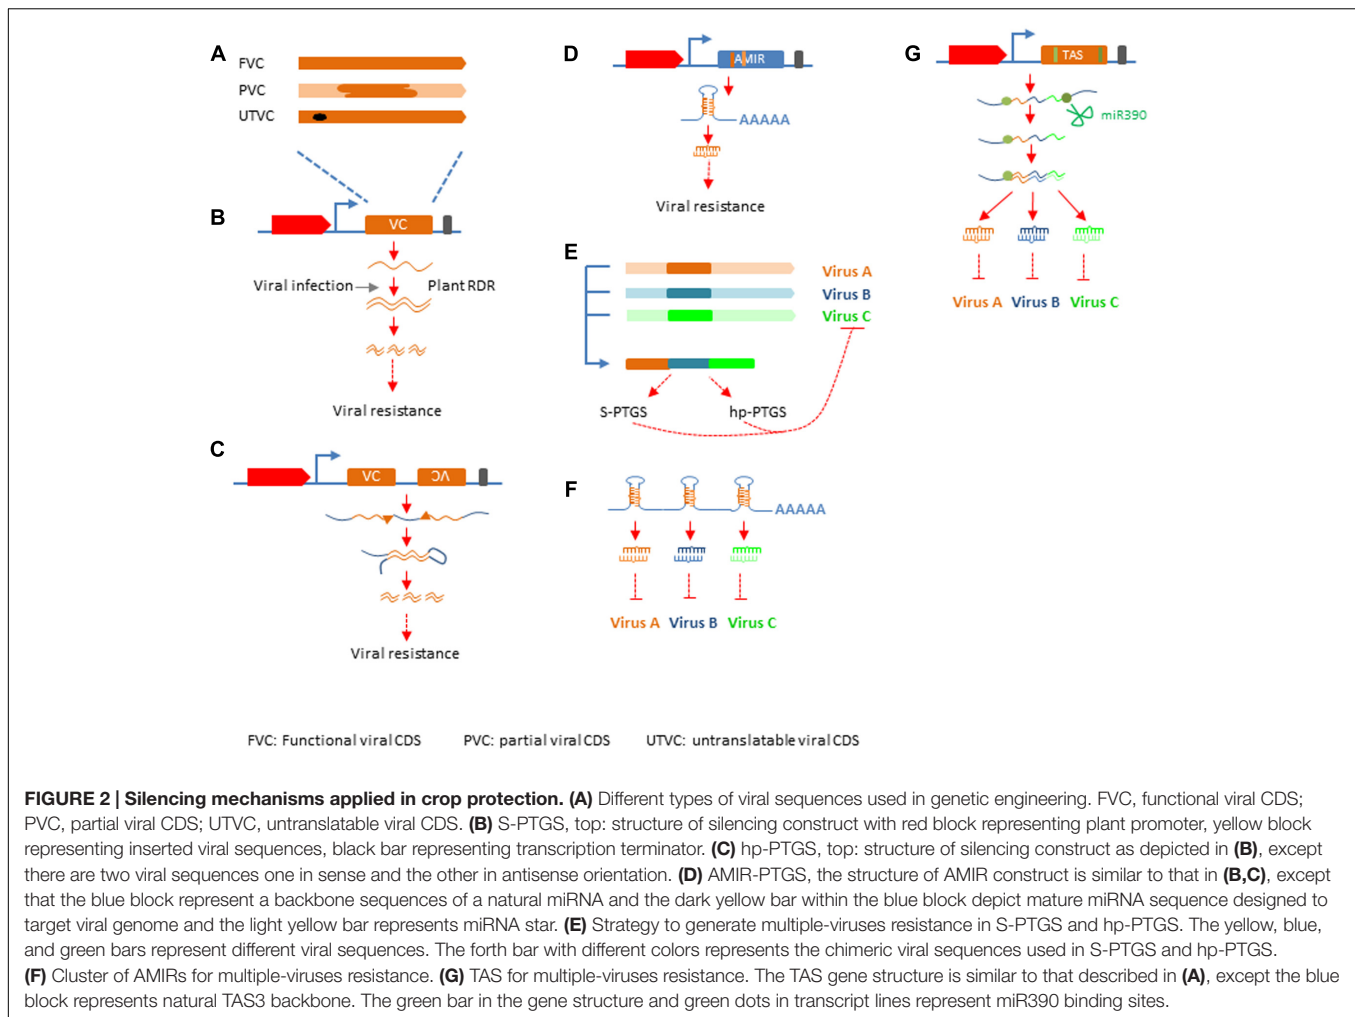 A
FVC
PVC
UTVC
B
VC
Viral infection
Plant RDR
Viral resistance
C
VC
VC
Viral resistance
D
AMIR
AAAAA
Viral resistance
E
Virus A
Virus B
Virus C
S-PTGS
hp-PTGS
F
AAAAA
Virus A Virus B Virus C
G
TAS
miR390
Virus A Virus B Virus C
FVC: Functional viral CDS PVC: partial viral CDS UTVC: untranslatable viral CDS
FIGURE 2 | Silencing mechanisms applied in crop protection. (A) Different types of viral sequences used in genetic engineering. FVC, functional viral CDS;
PVC, partial viral CDS; UTVC, untranslatable viral CDS. (B) S-PTGS, top: structure of silencing construct with red block representing plant promoter, yellow block
representing inserted viral sequences, black bar representing transcription terminator. (C) hp-PTGS, top: structure of silencing construct as depicted in (B), except
there are two viral sequences one in sense and the other in antisense orientation. (D) AMIR-PTGS, the structure of AMIR construct is similar to that in (B,C), except
that the blue block represent a backbone sequences of a natural miRNA and the dark yellow bar within the blue block depict mature miRNA sequence designed to
target viral genome and the light yellow bar represents miRNA star. (E) Strategy to generate multiple-viruses resistance in S-PTGS and hp-PTGS. The yellow, blue,
and green bars represent different viral sequences. The forth bar with different colors represents the chimeric viral sequences used in S-PTGS and hp-PTGS.
(F) Cluster of AMIRs for multiple-viruses resistance. (G) TAS for multiple-viruses resistance. The TAS gene structure is similar to that described in (A), except the blue
block represents natural TAS3 backbone. The green bar in the gene structure and green dots in transcript lines represent miR390 binding sites.